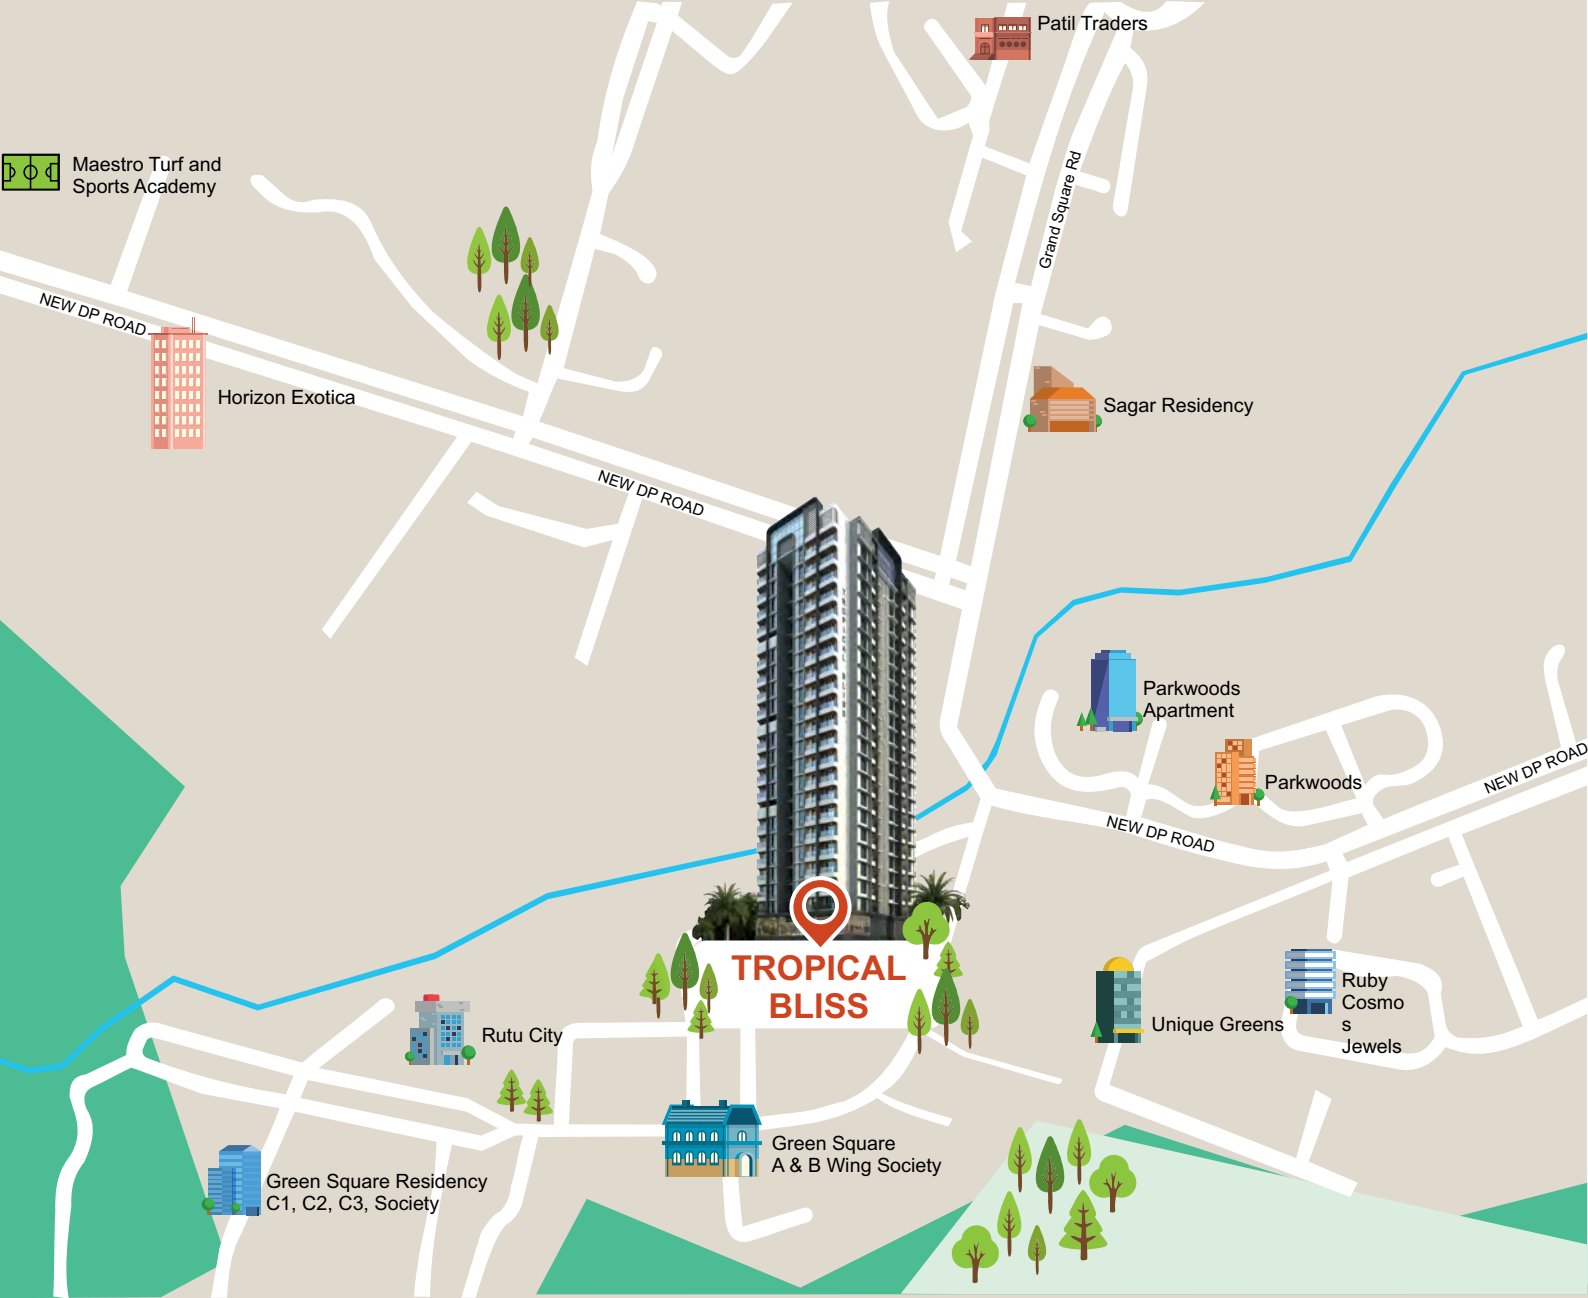 Patil Traders
Maestro Turf and
Sports Academy
Grand Square Rd
NEW DP ROAD
Horizon Exotica
Sagar Residency
NEW DP ROAD
Parkwoods
Apartment
NEW DP ROAD
Parkwoods
NEW DP ROAD
TROPICAL
BLISS
Ruby
Cosmo
s
Jewels
Unique Greens
Rutu City
Green Square
A & B Wing Society
Green Square Residency
C1, C2, C3, Society